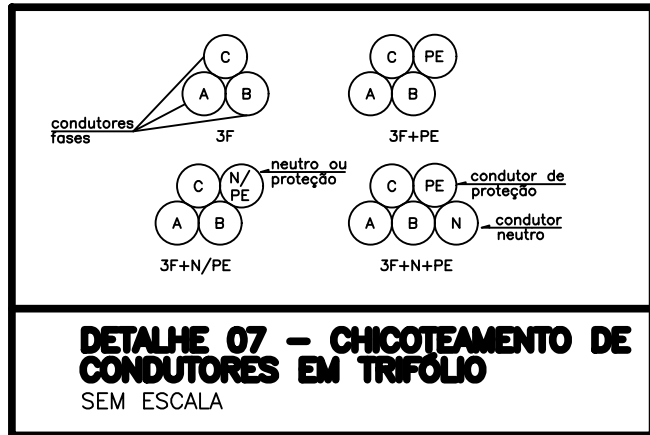 C
A
B
condutores
fases
3F
C
PE
A
B
3F+PE
C
N/
PE
neutro ou
proteção
A
B
3F+N/PE
C
PE
condutor de
proteção
A
B
N
condutor
neutro
3F+N+PE
DETALHE 07 – CHICOTEAMENTO DE
CONDUTORES EM TRIFÓLIO
SEM ESCALA